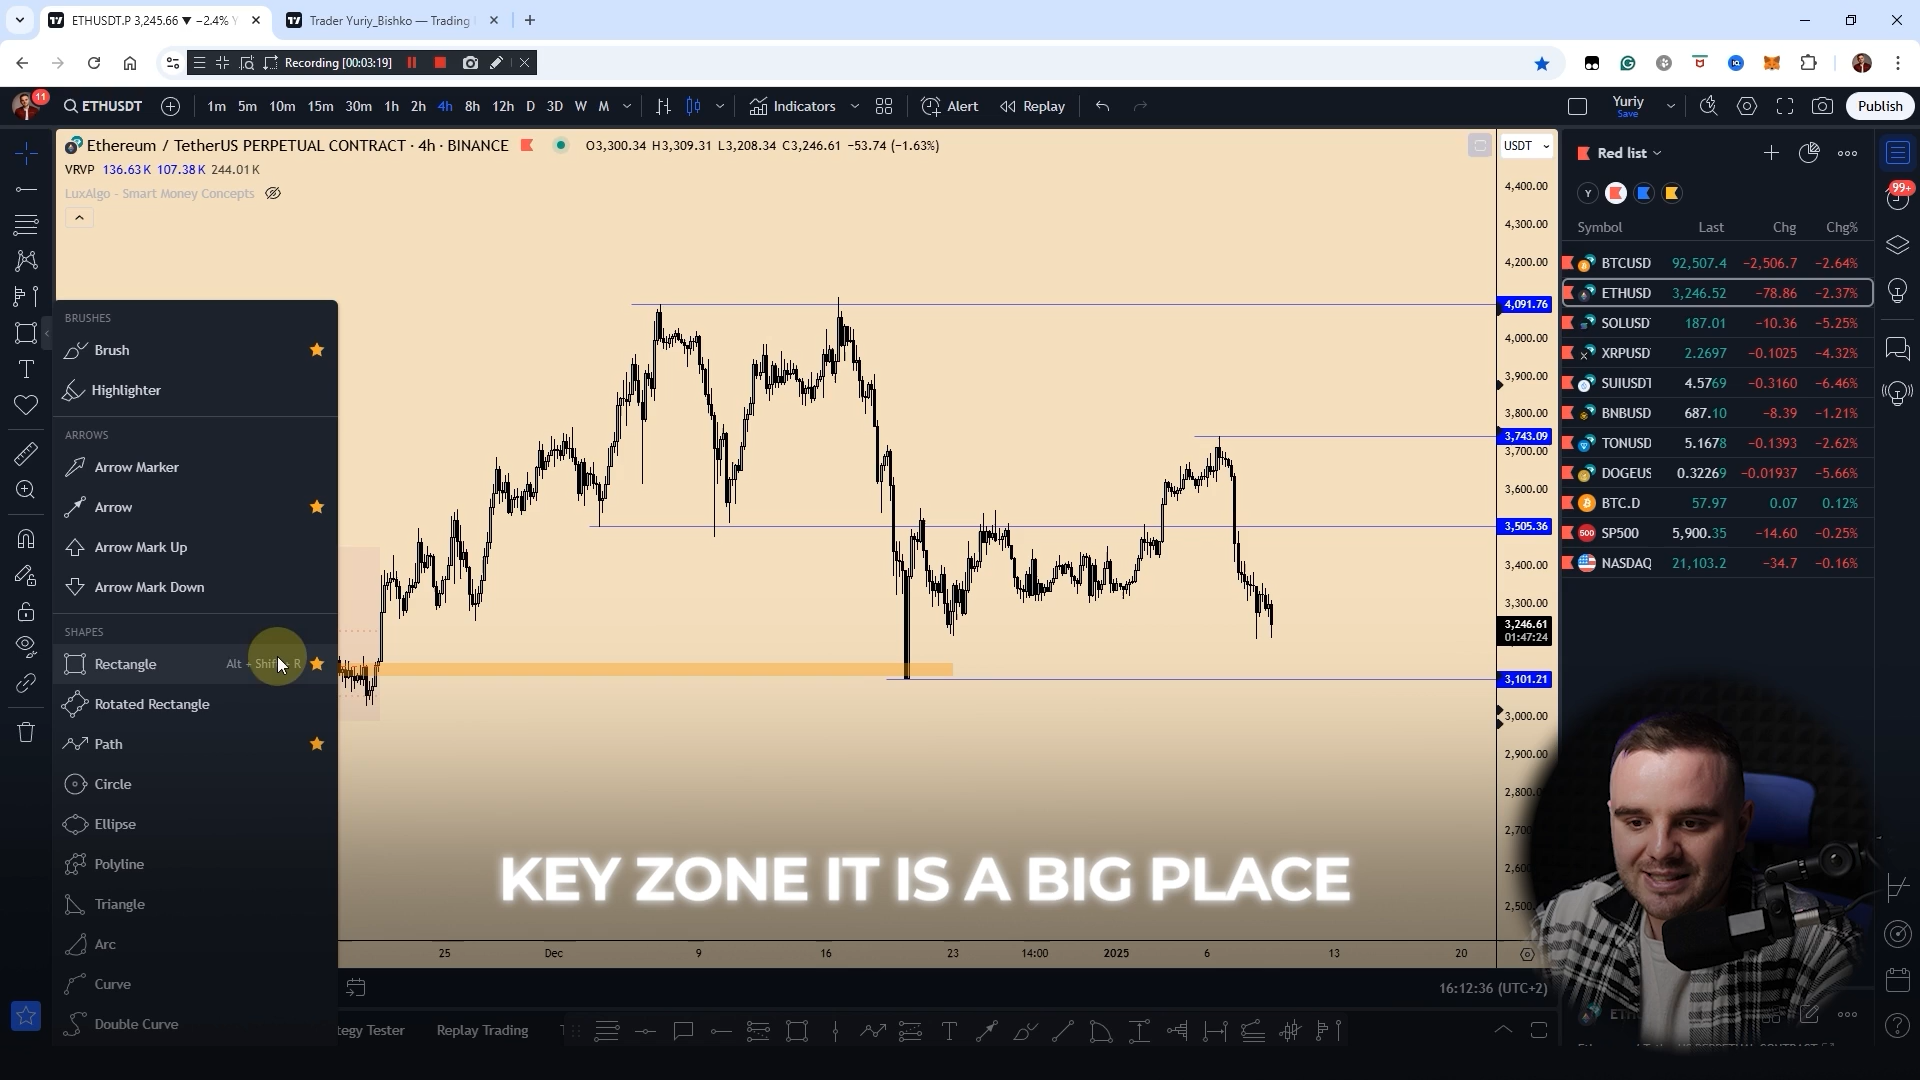 ETHUSDT.P 3,245.66 ▼ −2.4% Y
Trader Yuriy_Bishko — Trading
Recording [00:03:19]
11
ETHUSDT
1m 5m 10m 15m 30m 1h 2h 4h 8h 12h D 3D W M
Indicators
Alert
Replay
Yuriy
Save
Publish
Ethereum / TetherUS PERPETUAL CONTRACT · 4h · BINANCE
O3,300.34 H3,309.31 L3,208.34 C3,246.61 −53.74 (−1.63%)
USDT
VRVP 136.63K 107.38K 244.01K
LuxAlgo - Smart Money Concepts
4,400.00
4,300.00
4,200.00
4,091.76
4,000.00
3,900.00
3,800.00
3,743.09
3,700.00
3,600.00
3,505.36
3,400.00
3,300.00
3,246.61
01:47:24
3,101.21
3,000.00
2,900.00
BRUSHES
Brush
Highlighter
ARROWS
Arrow Marker
Arrow
Arrow Mark Up
Arrow Mark Down
SHAPES
Rectangle
Rotated Rectangle
Path
Circle
Ellipse
Polyline
Triangle
Arc
Curve
Double Curve
KEY ZONE IT IS A BIG PLACE
25 Dec 9 16 23 14:00 2025 6 13 20
16:12:36 (UTC+2)
Replay Trading
Red list
99+
Y
Symbol Last Chg Chg%
BTCUSD 92,507.4 −2,506.7 −2.64%
ETHUSD 3,246.52 −78.86 −2.37%
SOLUSD 187.01 −10.36 −5.25%
XRPUSD 2.2697 −0.1025 −4.32%
SUIUSDT 4.5769 −0.3160 −6.46%
BNBUSD 687.10 −8.39 −1.21%
TONUSD 5.1678 −0.1393 −2.62%
DOGEUS 0.32269 −0.01937 −5.66%
BTC.D 57.97 0.07 0.12%
500 SP500 5,900.35 −14.60 −0.25%
NASDAQ 21,103.2 −34.7 −0.16%